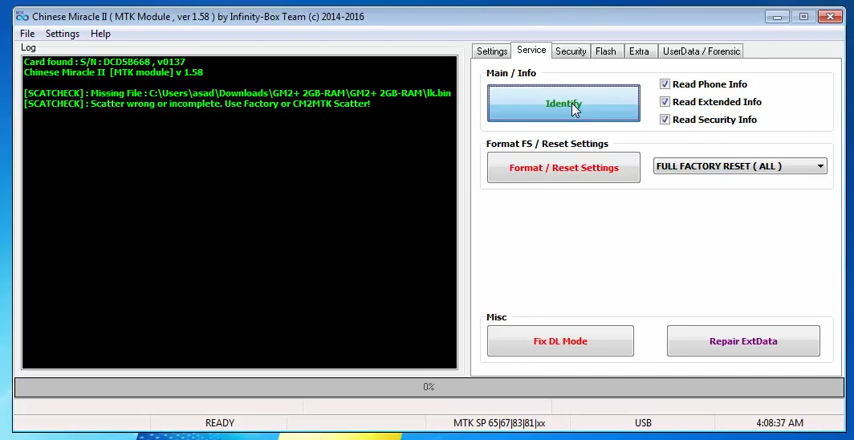 Chinese Miracle II ( MTK Module , ver 1.58 ) by Infinity-Box Team (c) 2014-2016
File Settings Help
Log
Card found : S/N : DCD5B668 , v0137
Chinese Miracle II [MTK module] v 1.58
[SCATCHECK] : Missing File : C:\Users\asad\Downloads\GM2+ 2GB-RAM\GM2+ 2GB-RAM\lk.bin
[SCATCHECK] : Scatter wrong or incomplete. Use Factory or CM2MTK Scatter!
Settings Service Security Flash Extra UserData / Forensic
Main / Info
Identify
Read Phone Info
Read Extended Info
Read Security Info
Format FS / Reset Settings
Format / Reset Settings
FULL FACTORY RESET ( ALL )
Misc
Fix DL Mode
Repair ExtData
0%
READY
MTK SP 65|67|83|81|xx
USB
4:08:37 AM